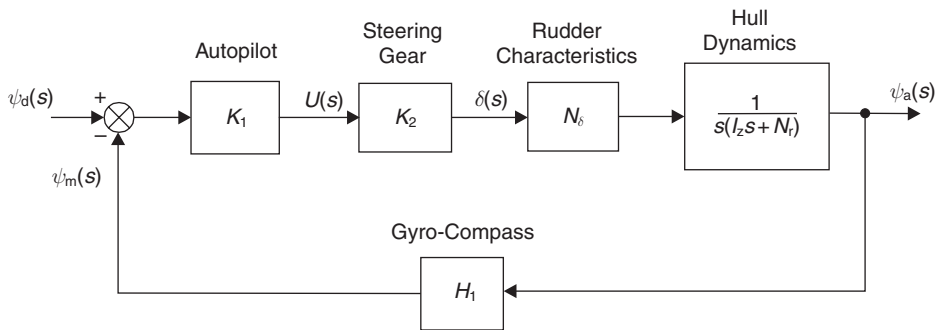 Hull
Dynamics
Steering
Gear
Rudder
Characteristics
Autopilot
ψd(s)
+
−
K1
U(s)
K2
δ(s)
Nδ
1
s(Izs + Nr)
ψa(s)
ψm(s)
Gyro-Compass
H1